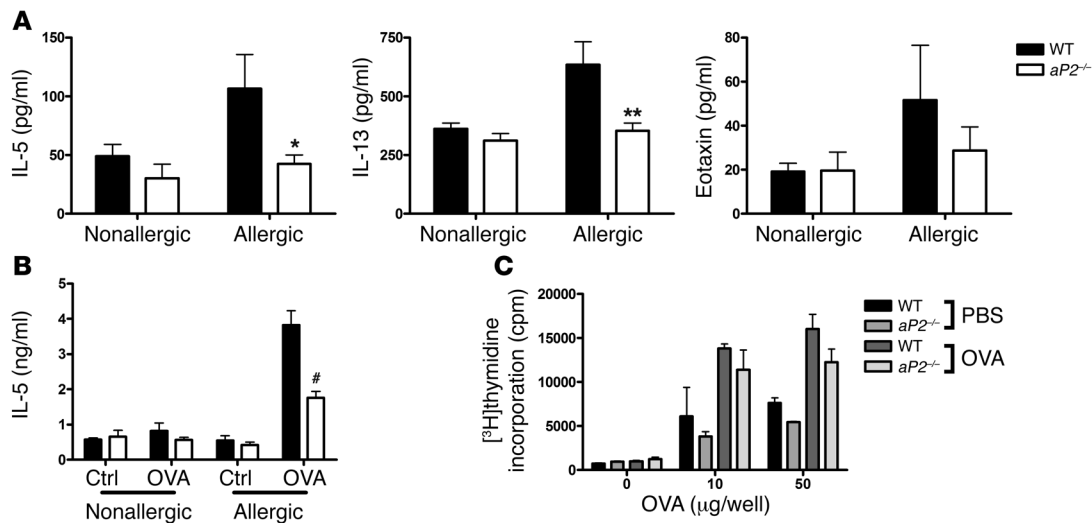 A
IL-5 (pg/ml)
150
100
50
0
Nonallergic
Allergic
*
IL-13 (pg/ml)
750
500
250
0
Nonallergic
Allergic
**
Eotaxin (pg/ml)
80
60
40
20
0
Nonallergic
Allergic
WT
aP2–/–
B
IL-5 (ng/ml)
5
4
3
2
1
0
#
Ctrl OVA Ctrl OVA
Nonallergic Allergic
C
[³H]thymidine
incorporation (cpm)
20000
15000
10000
5000
0
0 10 50
OVA (μg/well)
WT
aP2–/–
PBS
WT
aP2–/–
OVA